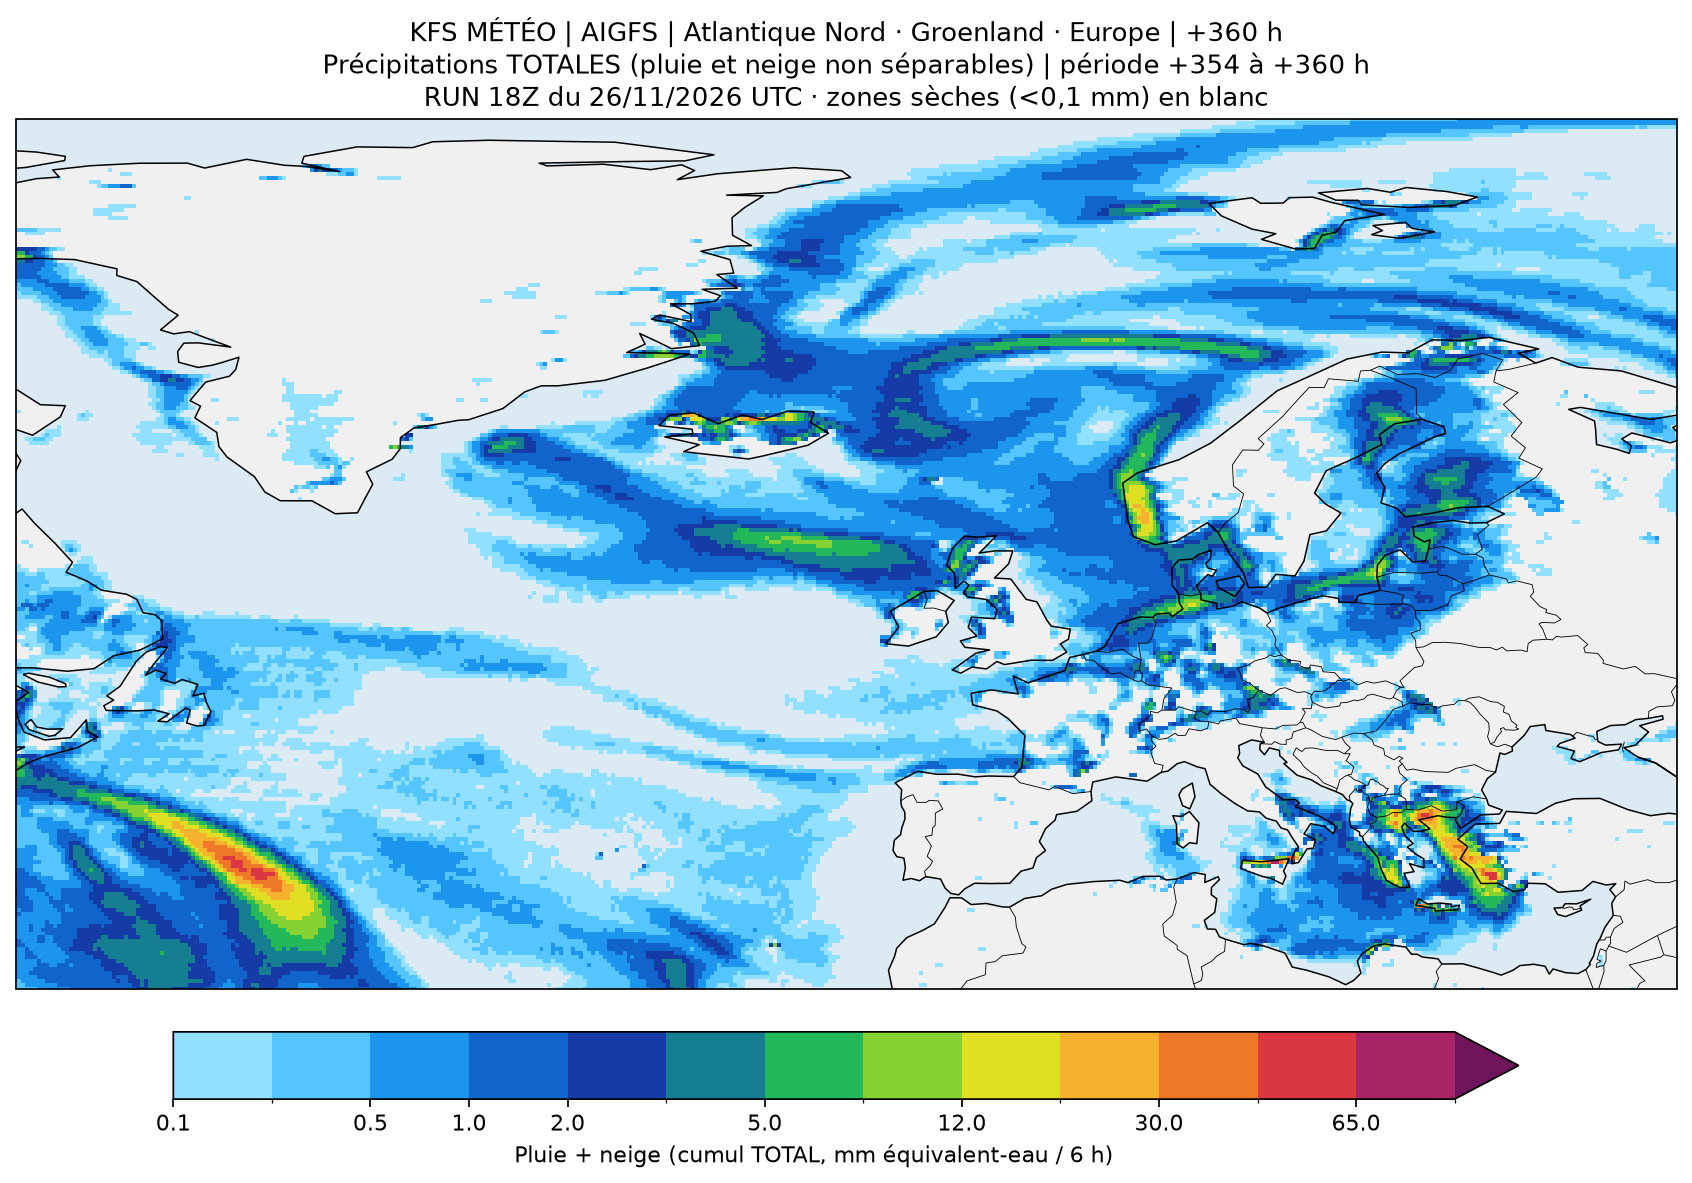 KFS MÉTÉO | AIGFS | Atlantique Nord · Groenland · Europe | +360 h
Précipitations TOTALES (pluie et neige non séparables) | période +354 à +360 h
RUN 18Z du 26/11/2026 UTC · zones sèches (<0,1 mm) en blanc
0.1 0.5 1.0 2.0 5.0 12.0 30.0 65.0
Pluie + neige (cumul TOTAL, mm équivalent-eau / 6 h)